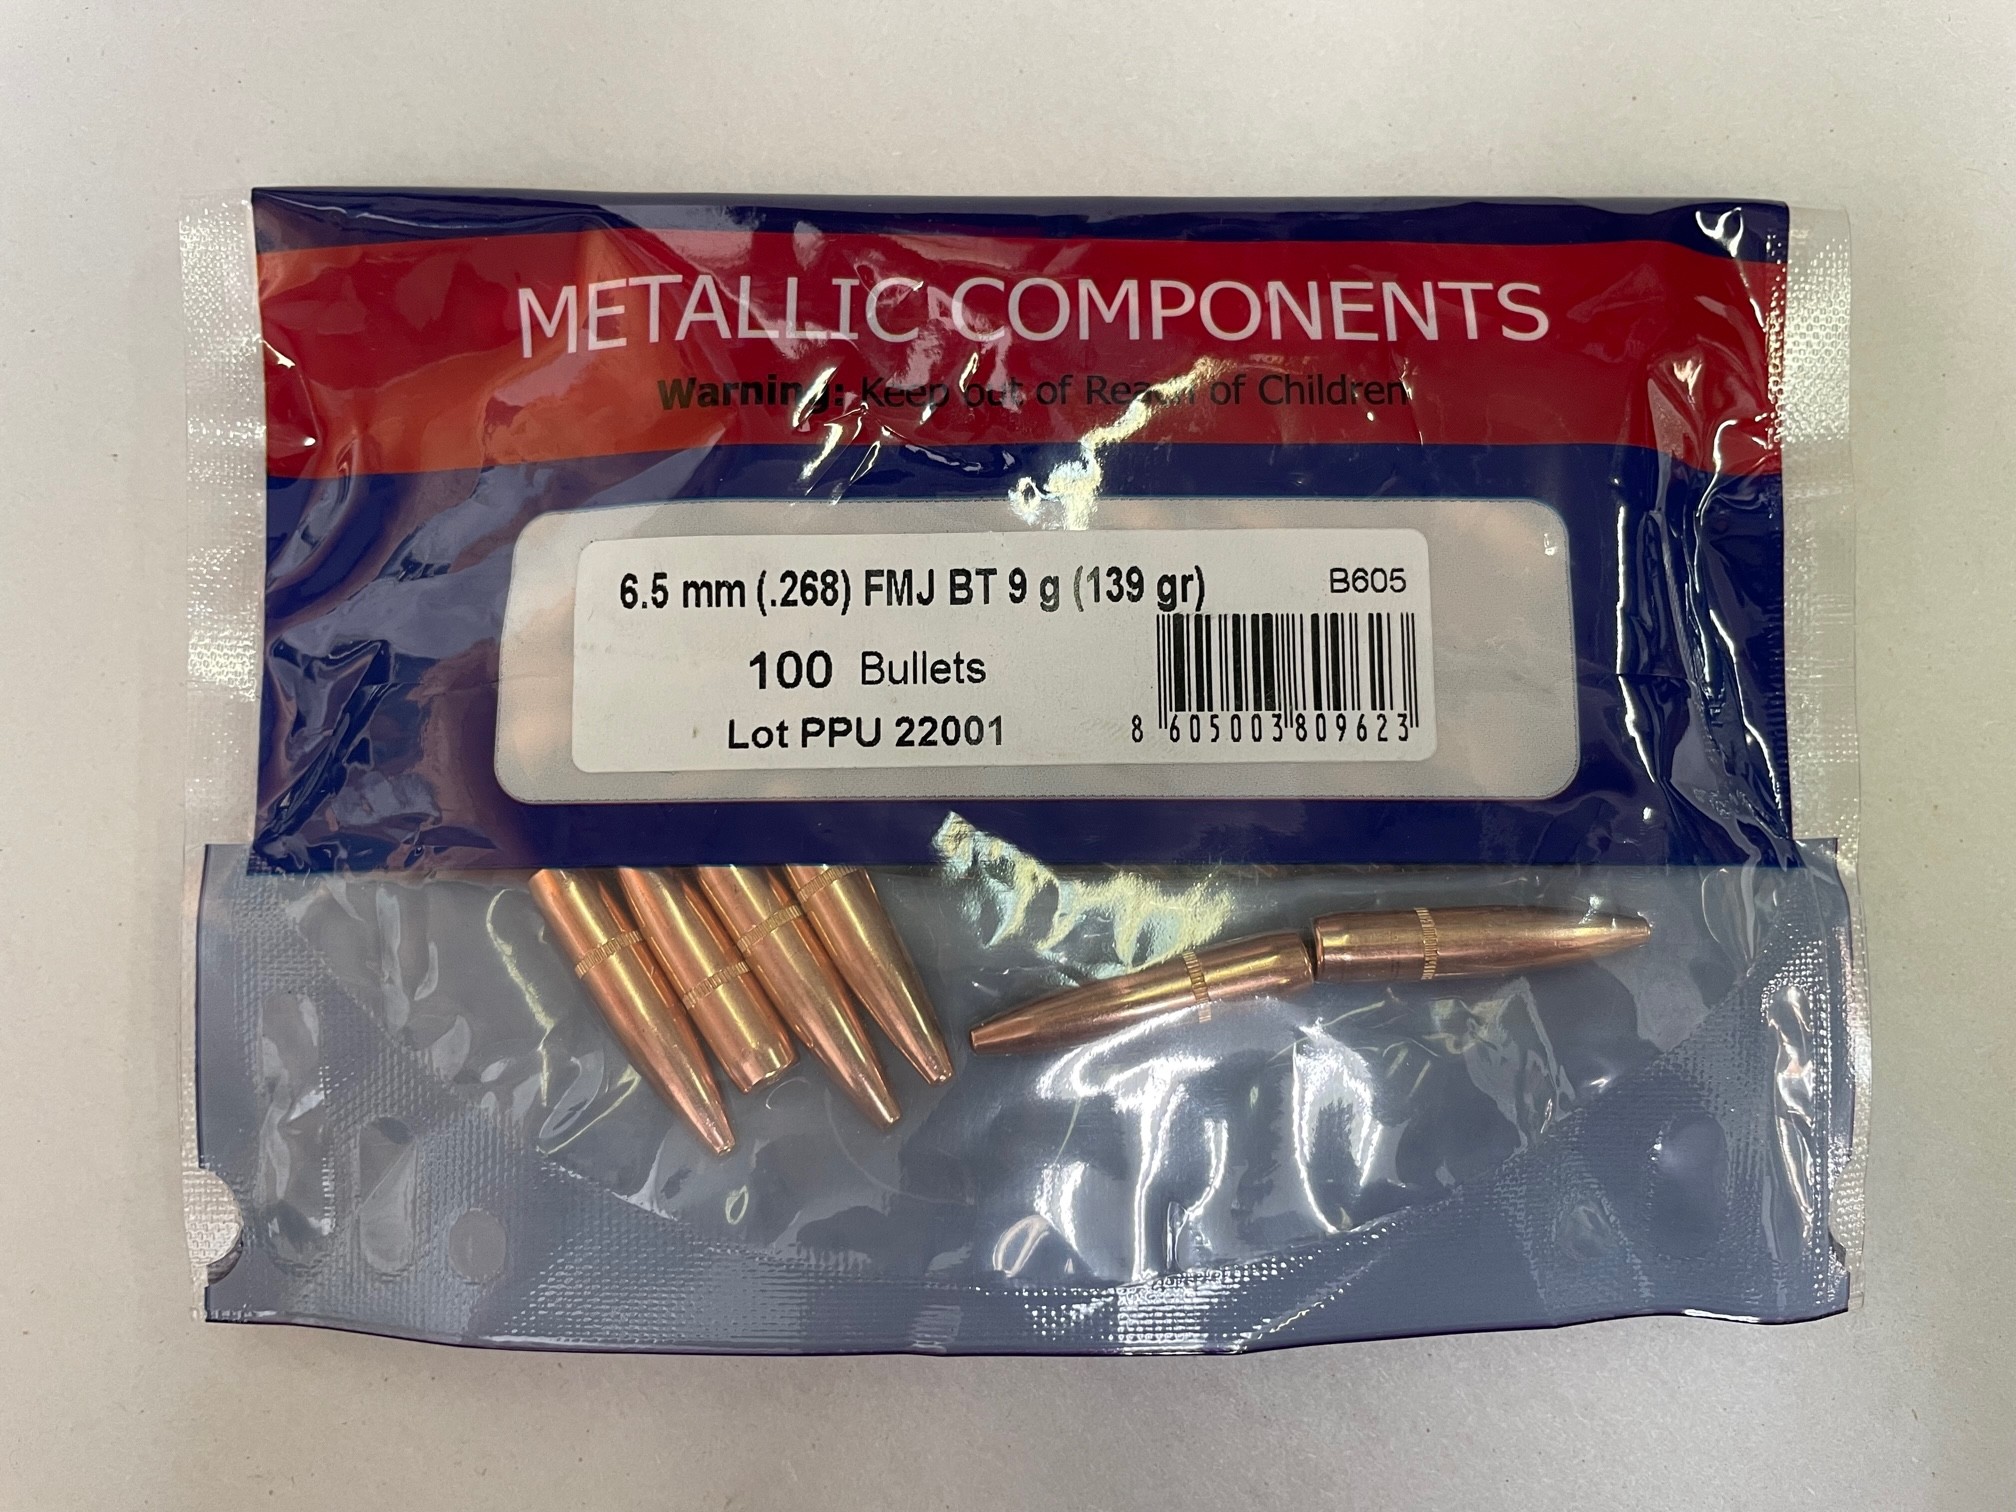 METALLIC COMPONENTS
Warning: Keep out of Reach of Children
6.5 mm (.268) FMJ BT 9 g (139 gr) B605
100 Bullets
Lot PPU 22001
8 605003 809623